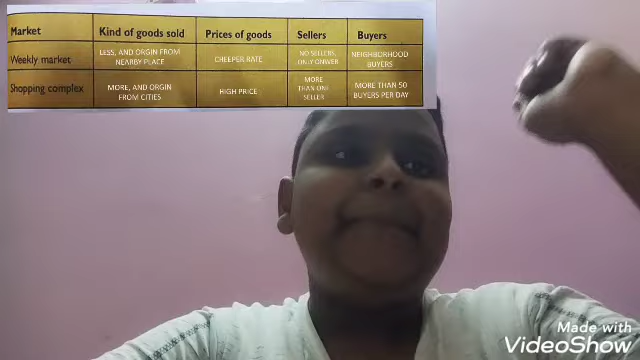 Market Kind of goods sold Prices of goods Sellers Buyers
Weekly market LESS, AND ORGIN FROM NEARBY PLACE CHEEPER RATE NO SELLERS, ONLY ONWER NEIGHBORHOOD BUYERS
Shopping complex MORE, AND ORGIN FROM CITIES HIGH PRICE MORE THAN ONE SELLER MORE THAN 50 BUYERS PER DAY
Made with
VideoShow